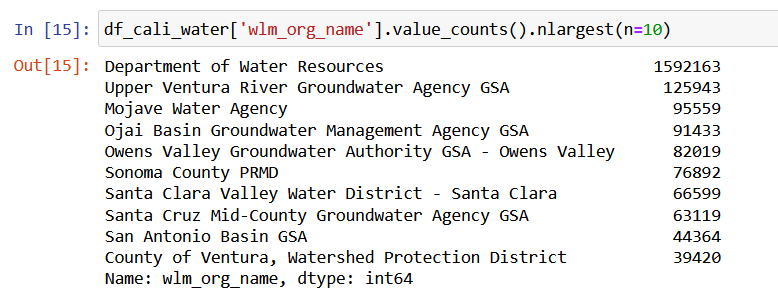 In [15]: df_cali_water['wlm_org_name'].value_counts().nlargest(n=10)
Out[15]: Department of Water Resources 1592163
Upper Ventura River Groundwater Agency GSA 125943
Mojave Water Agency 95559
Ojai Basin Groundwater Management Agency GSA 91433
Owens Valley Groundwater Authority GSA - Owens Valley 82019
Sonoma County PRMD 76892
Santa Clara Valley Water District - Santa Clara 66599
Santa Cruz Mid-County Groundwater Agency GSA 63119
San Antonio Basin GSA 44364
County of Ventura, Watershed Protection District 39420
Name: wlm_org_name, dtype: int64